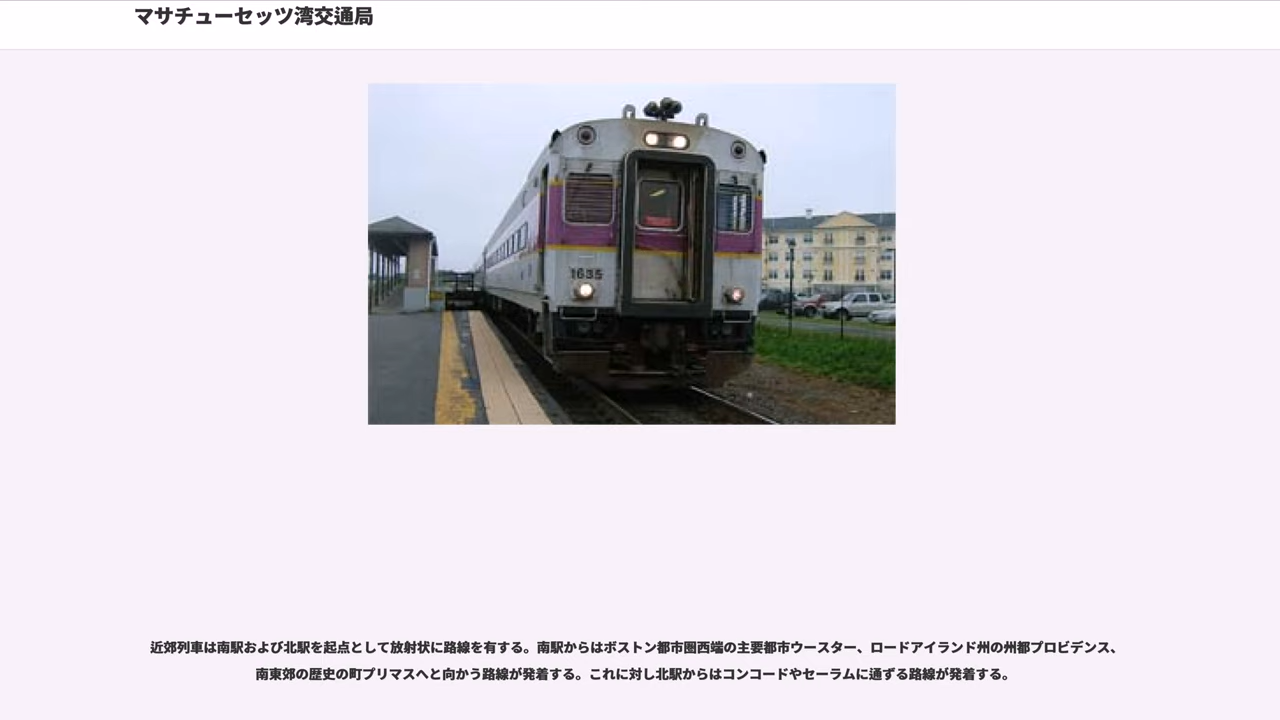 マサチューセッツ湾交通局
1635
近郊列車は南駅および北駅を起点として放射状に路線を有する。南駅からはボストン都市圏西端の主要都市ウースター、ロードアイランド州の州都プロビデンス、
南東郊の歴史の町プリマスへと向かう路線が発着する。これに対し北駅からはコンコードやセーラムに通ずる路線が発着する。